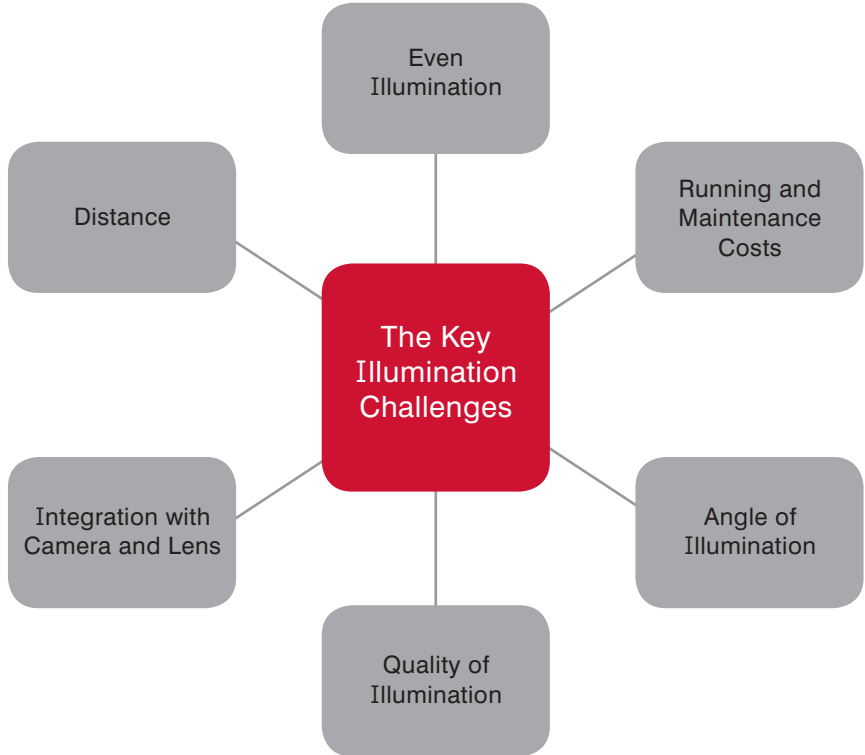 Even
Illumination
Distance
Running and
Maintenance
Costs
The Key
Illumination
Challenges
Integration with
Camera and Lens
Angle of
Illumination
Quality of
Illumination